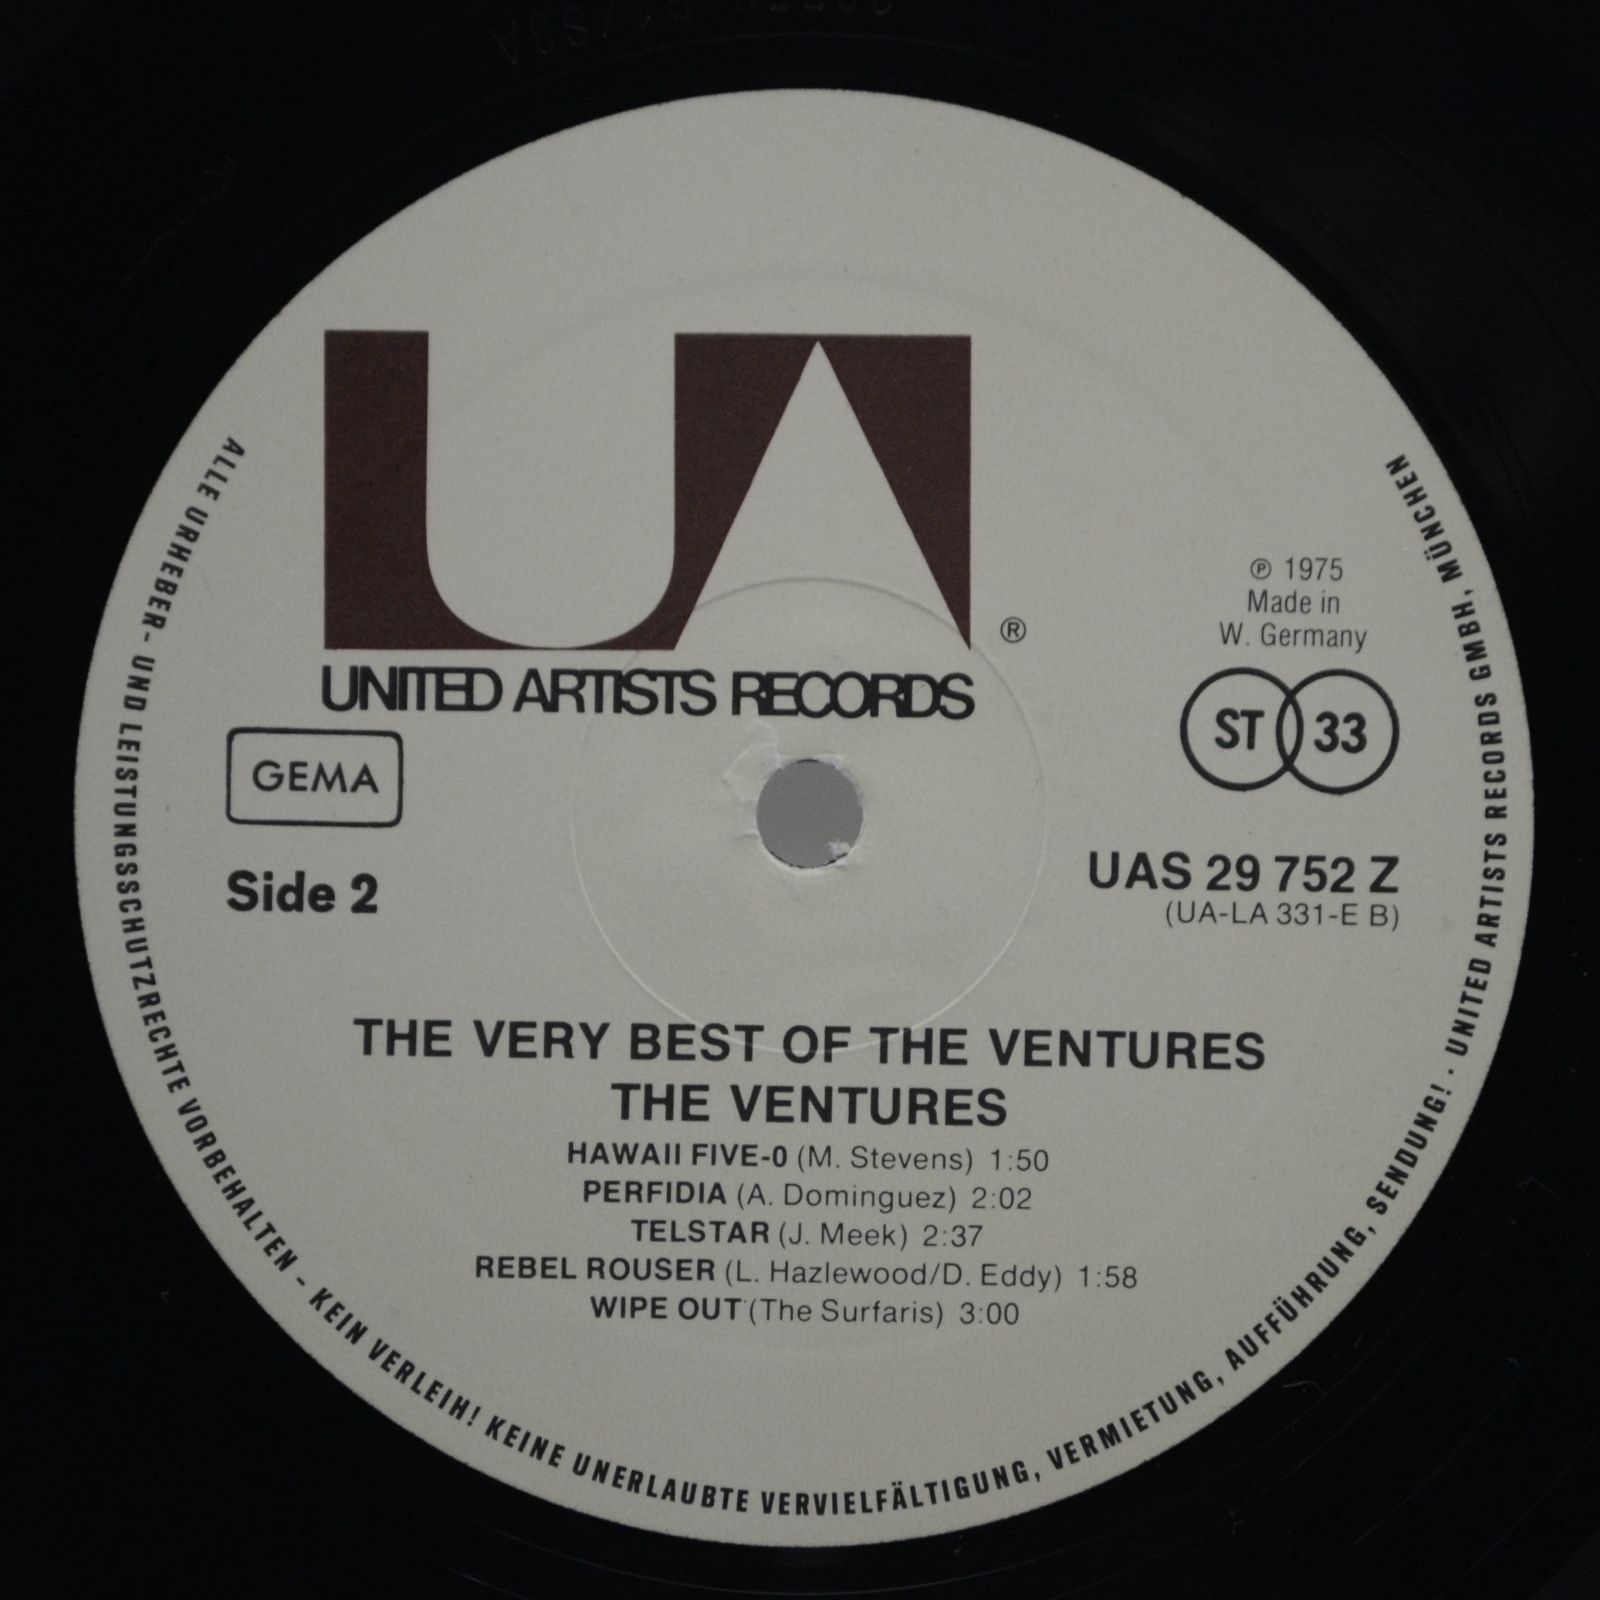 UA
®
UNITED ARTISTS RECORDS
℗ 1975
Made in
W. Germany
ST 33
GEMA
Side 2
UAS 29 752 Z
(UA-LA 331-E B)
THE VERY BEST OF THE VENTURES
THE VENTURES
HAWAII FIVE-0 (M. Stevens) 1:50
PERFIDIA (A. Dominguez) 2:02
TELSTAR (J. Meek) 2:37
REBEL ROUSER (L. Hazlewood/D. Eddy) 1:58
WIPE OUT (The Surfaris) 3:00
ALLE URHEBER- UND LEISTUNGSSCHUTZRECHTE VORBEHALTEN - KEIN VERLEIH! KEINE UNERLAUBTE VERVIELFÄLTIGUNG, VERMIETUNG, AUFFÜHRUNG, SENDUNG! · UNITED ARTISTS RECORDS GMBH, MÜNCHEN